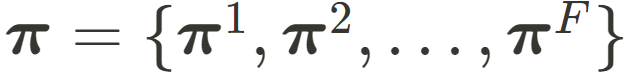 π = {π¹, π², . . . , πᶠ}